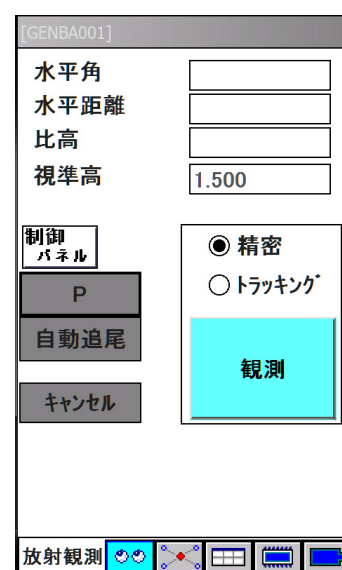 [GENBA001]
水平角
水平距離
比高
視準高 1.500
制御
パネル
精密
トラッキング
P
自動追尾
観測
キャンセル
放射観測